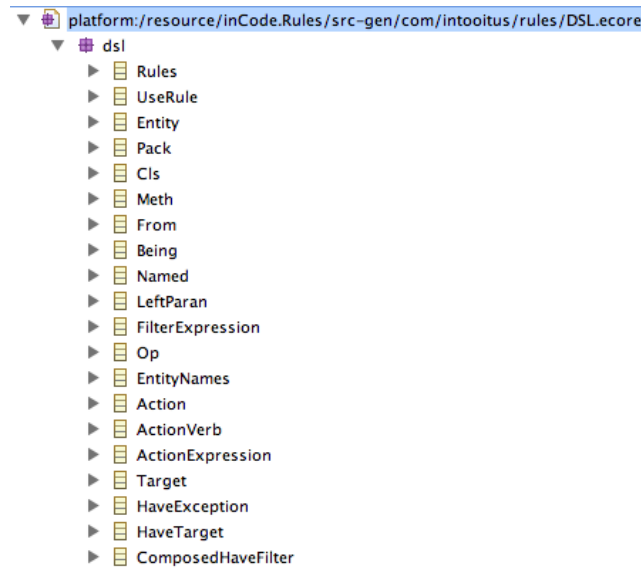 platform:/resource/inCode.Rules/src-gen/com/intooitus/rules/DSL.ecore
dsl
Rules
UseRule
Entity
Pack
Cls
Meth
From
Being
Named
LeftParan
FilterExpression
Op
EntityNames
Action
ActionVerb
ActionExpression
Target
HaveException
HaveTarget
ComposedHaveFilter